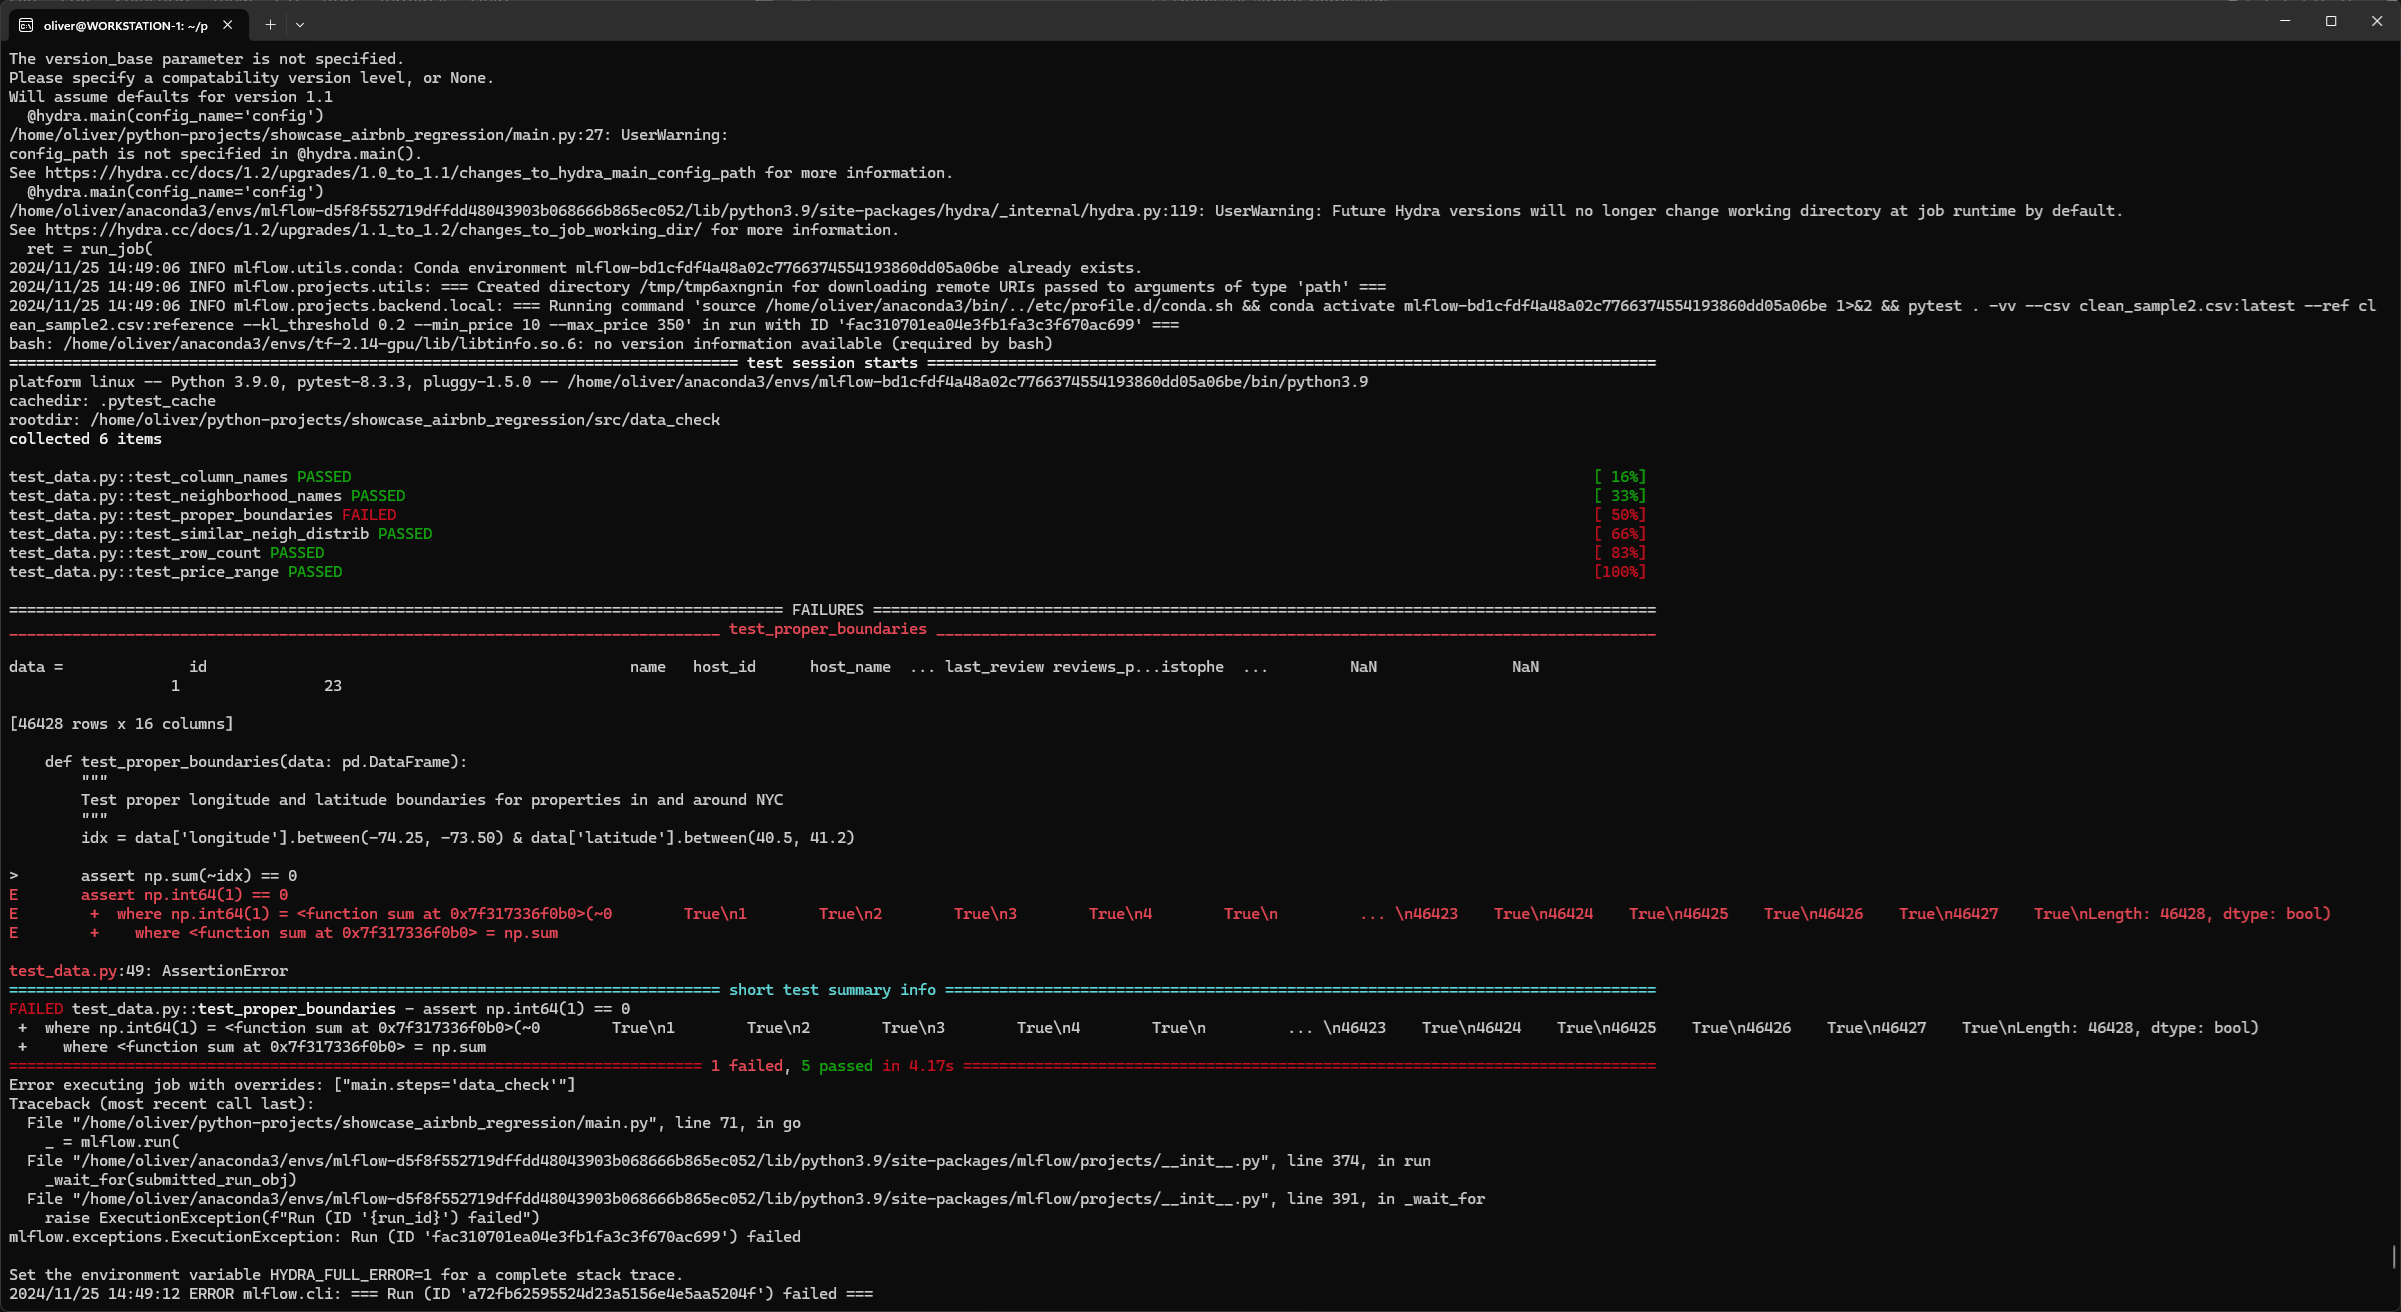 oliver@WORKSTATION-1: ~/p
The version_base parameter is not specified.
Please specify a compatability version level, or None.
Will assume defaults for version 1.1
  @hydra.main(config_name='config')
/home/oliver/python-projects/showcase_airbnb_regression/main.py:27: UserWarning:
config_path is not specified in @hydra.main().
See https://hydra.cc/docs/1.2/upgrades/1.0_to_1.1/changes_to_hydra_main_config_path for more information.
  @hydra.main(config_name='config')
/home/oliver/anaconda3/envs/mlflow-d5f8f552719dffdd48043903b068666b865ec052/lib/python3.9/site-packages/hydra/_internal/hydra.py:119: UserWarning: Future Hydra versions will no longer change working directory at job runtime by default.
See https://hydra.cc/docs/1.2/upgrades/1.1_to_1.2/changes_to_job_working_dir/ for more information.
  ret = run_job(
2024/11/25 14:49:06 INFO mlflow.utils.conda: Conda environment mlflow-bd1cfdf4a48a02c7766374554193860dd05a06be already exists.
2024/11/25 14:49:06 INFO mlflow.projects.utils: === Created directory /tmp/tmp6axngnin for downloading remote URIs passed to arguments of type 'path' ===
2024/11/25 14:49:06 INFO mlflow.projects.backend.local: === Running command 'source /home/oliver/anaconda3/bin/../etc/profile.d/conda.sh && conda activate mlflow-bd1cfdf4a48a02c7766374554193860dd05a06be 1>&2 && pytest . -vv --csv clean_sample2.csv:latest --ref cl
ean_sample2.csv:reference --kl_threshold 0.2 --min_price 10 --max_price 350' in run with ID 'fac310701ea04e3fb1fa3c3f670ac699' ===
bash: /home/oliver/anaconda3/envs/tf-2.14-gpu/lib/libtinfo.so.6: no version information available (required by bash)
================================================================================= test session starts =================================================================================
platform linux -- Python 3.9.0, pytest-8.3.3, pluggy-1.5.0 -- /home/oliver/anaconda3/envs/mlflow-bd1cfdf4a48a02c7766374554193860dd05a06be/bin/python3.9
cachedir: .pytest_cache
rootdir: /home/oliver/python-projects/showcase_airbnb_regression/src/data_check
collected 6 items
test_data.py::test_column_names PASSED [ 16%]
test_data.py::test_neighborhood_names PASSED [ 33%]
test_data.py::test_proper_boundaries FAILED [ 50%]
test_data.py::test_similar_neigh_distrib PASSED [ 66%]
test_data.py::test_row_count PASSED [ 83%]
test_data.py::test_price_range PASSED [100%]
====================================================================================== FAILURES =======================================================================================
_______________________________________________________________________________ test_proper_boundaries ________________________________________________________________________________
data =              id                                               name   host_id      host_name  ... last_review reviews_p...istophe  ...         NaN               NaN
                  1                23
[46428 rows x 16 columns]
    def test_proper_boundaries(data: pd.DataFrame):
        """
        Test proper longitude and latitude boundaries for properties in and around NYC
        """
        idx = data['longitude'].between(-74.25, -73.50) & data['latitude'].between(40.5, 41.2)
>       assert np.sum(~idx) == 0
E       assert np.int64(1) == 0
E        +  where np.int64(1) = <function sum at 0x7f317336f0b0>(~0        True\n1        True\n2        True\n3        True\n4        True\n         ... \n46423    True\n46424    True\n46425    True\n46426    True\n46427    True\nLength: 46428, dtype: bool)
E        +    where <function sum at 0x7f317336f0b0> = np.sum
test_data.py:49: AssertionError
=============================================================================== short test summary info ===============================================================================
FAILED test_data.py::test_proper_boundaries - assert np.int64(1) == 0
 +  where np.int64(1) = <function sum at 0x7f317336f0b0>(~0        True\n1        True\n2        True\n3        True\n4        True\n         ... \n46423    True\n46424    True\n46425    True\n46426    True\n46427    True\nLength: 46428, dtype: bool)
 +    where <function sum at 0x7f317336f0b0> = np.sum
============================================================================= 1 failed, 5 passed in 4.17s =============================================================================
Error executing job with overrides: ["main.steps='data_check'"]
Traceback (most recent call last):
  File "/home/oliver/python-projects/showcase_airbnb_regression/main.py", line 71, in go
    _ = mlflow.run(
  File "/home/oliver/anaconda3/envs/mlflow-d5f8f552719dffdd48043903b068666b865ec052/lib/python3.9/site-packages/mlflow/projects/__init__.py", line 374, in run
    _wait_for(submitted_run_obj)
  File "/home/oliver/anaconda3/envs/mlflow-d5f8f552719dffdd48043903b068666b865ec052/lib/python3.9/site-packages/mlflow/projects/__init__.py", line 391, in _wait_for
    raise ExecutionException(f"Run (ID '{run_id}') failed")
mlflow.exceptions.ExecutionException: Run (ID 'fac310701ea04e3fb1fa3c3f670ac699') failed
Set the environment variable HYDRA_FULL_ERROR=1 for a complete stack trace.
2024/11/25 14:49:12 ERROR mlflow.cli: === Run (ID 'a72fb62595524d23a5156e4e5aa5204f') failed ===